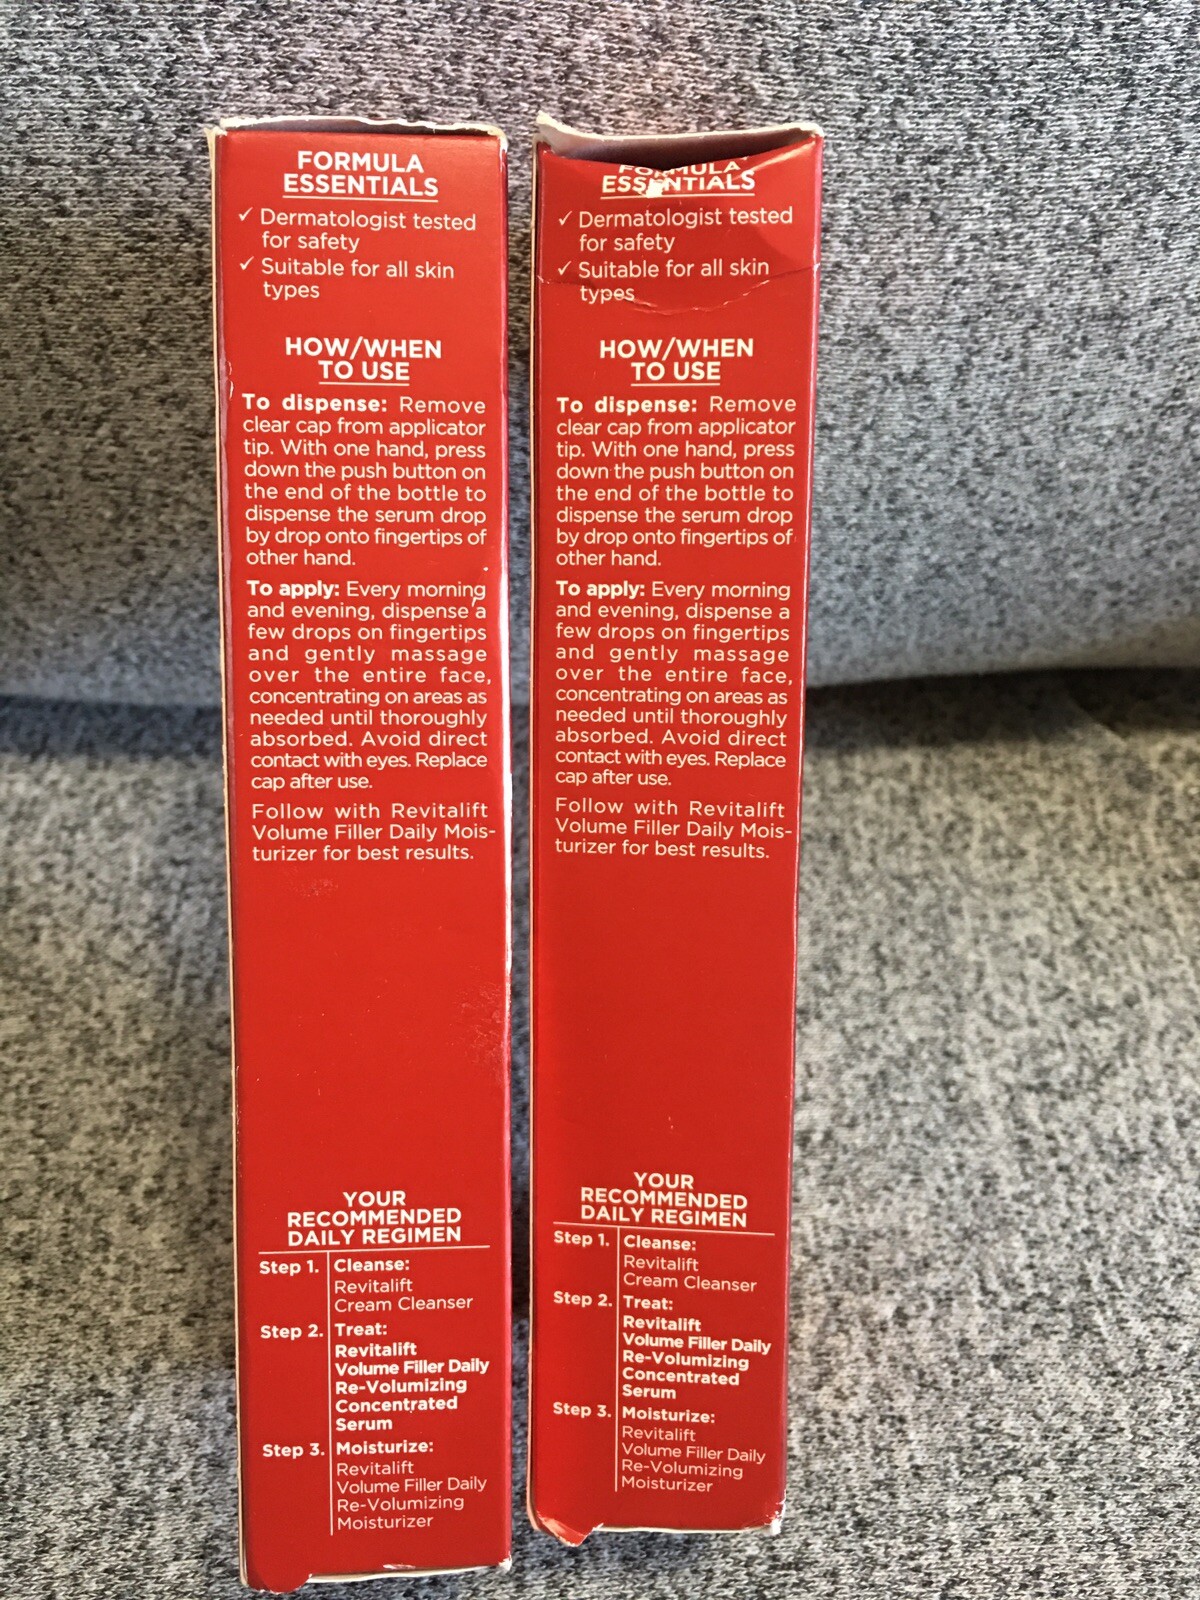 FORMULA
ESSENTIALS
✓ Dermatologist tested
for safety
✓ Suitable for all skin
types
HOW/WHEN
TO USE
To dispense: Remove
clear cap from applicator
tip. With one hand, press
down the push button on
the end of the bottle to
dispense the serum drop
by drop onto fingertips of
other hand.
To apply: Every morning
and evening, dispense a
few drops on fingertips
and gently massage
over the entire face,
concentrating on areas as
needed until thoroughly
absorbed. Avoid direct
contact with eyes. Replace
cap after use.
Follow with Revitalift
Volume Filler Daily Mois-
turizer for best results.
YOUR
RECOMMENDED
DAILY REGIMEN
Step 1. Cleanse:
Revitalift
Cream Cleanser
Step 2. Treat:
Revitalift
Volume Filler Daily
Re-Volumizing
Concentrated
Serum
Step 3. Moisturize:
Revitalift
Volume Filler Daily
Re-Volumizing
Moisturizer
FORMULA
ESSENTIALS
✓ Dermatologist tested
for safety
✓ Suitable for all skin
types
HOW/WHEN
TO USE
To dispense: Remove
clear cap from applicator
tip. With one hand, press
down the push button on
the end of the bottle to
dispense the serum drop
by drop onto fingertips of
other hand.
To apply: Every morning
and evening, dispense a
few drops on fingertips
and gently massage
over the entire face,
concentrating on areas as
needed until thoroughly
absorbed. Avoid direct
contact with eyes. Replace
cap after use.
Follow with Revitalift
Volume Filler Daily Mois-
turizer for best results.
YOUR
RECOMMENDED
DAILY REGIMEN
Step 1. Cleanse:
Revitalift
Cream Cleanser
Step 2. Treat:
Revitalift
Volume Filler Daily
Re-Volumizing
Concentrated
Serum
Step 3. Moisturize:
Revitalift
Volume Filler Daily
Re-Volumizing
Moisturizer